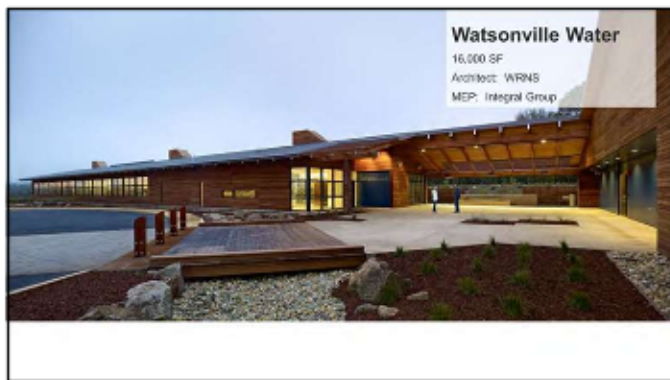 Watsonville Water
16,000 SF
Architect: WRNS
MEP: Integral Group